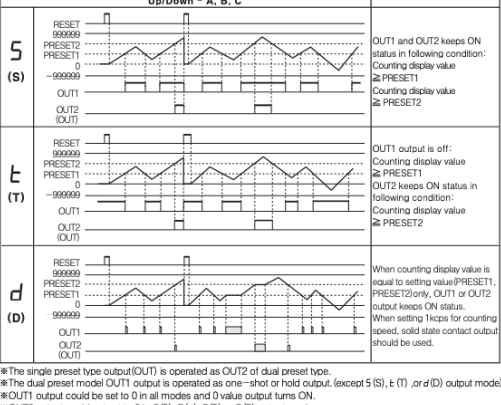 Up/Down - A, B, C
S
(S)
RESET
999999
PRESET2
PRESET1
0
-999999
OUT1
OUT2
(OUT)
OUT1 and OUT2 keeps ON
status in following condition:
Counting display value
≧PRESET1
Counting display value
≧PRESET2
t
(T)
RESET
999999
PRESET2
PRESET1
0
-999999
OUT1
OUT2
(OUT)
OUT1 output is off:
Counting display value
≧ PRESET1
OUT2 keeps ON status in
following condition:
Counting display value
≧ PRESET2
d
(D)
RESET
999999
PRESET2
PRESET1
0
-999999
OUT1
OUT2
(OUT)
When counting display value is
equal to setting value(PRESET1,
PRESET2)only, OUT1 or OUT2
output keeps ON status.
When setting 1kcps for counting
speed, solid state contact output
should be used.
※The single preset type output(OUT) is operated as OUT2 of dual preset type.
※The dual preset model OUT1 output is operated as one-shot or hold output. (except S (S), t (T) ,or d (D) output mode)
※OUT1 output could be set to 0 in all modes and 0 value output turns ON.